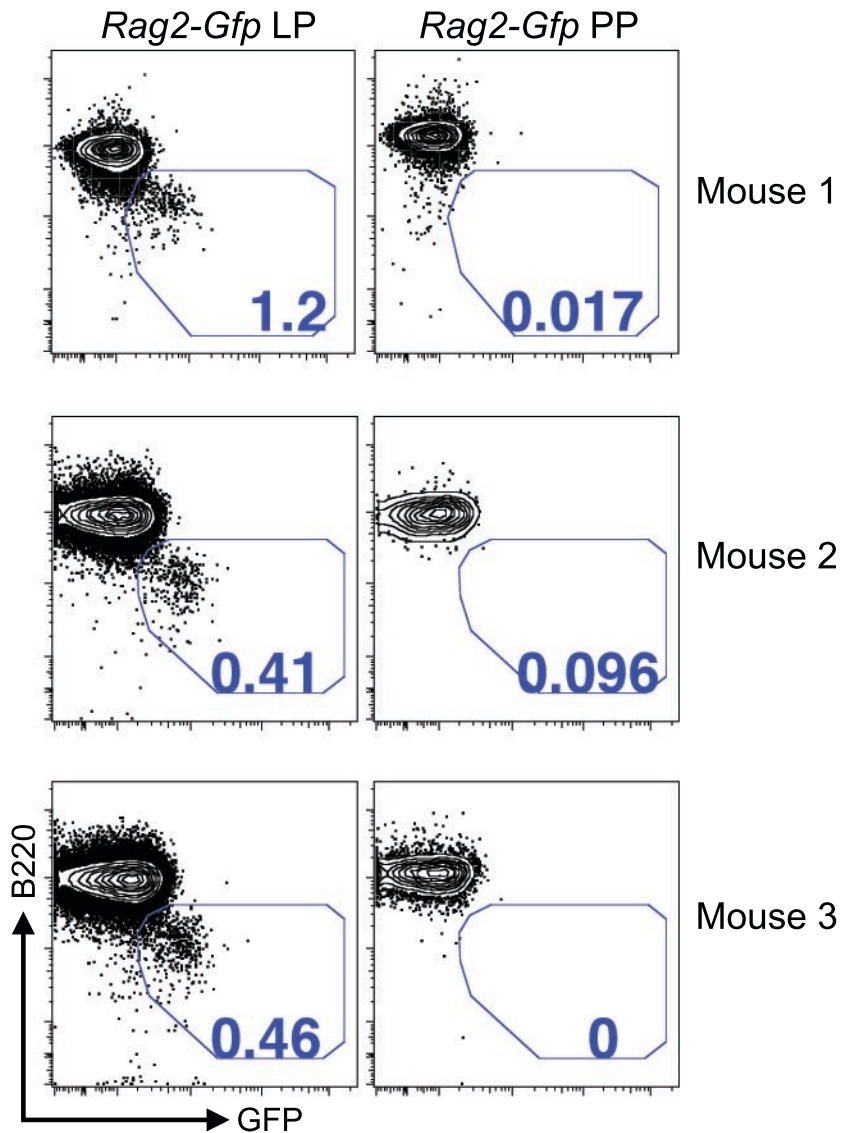 Rag2-Gfp LP
Rag2-Gfp PP
1.2
0.017
Mouse 1
0.41
0.096
Mouse 2
0.46
0
Mouse 3
B220
GFP